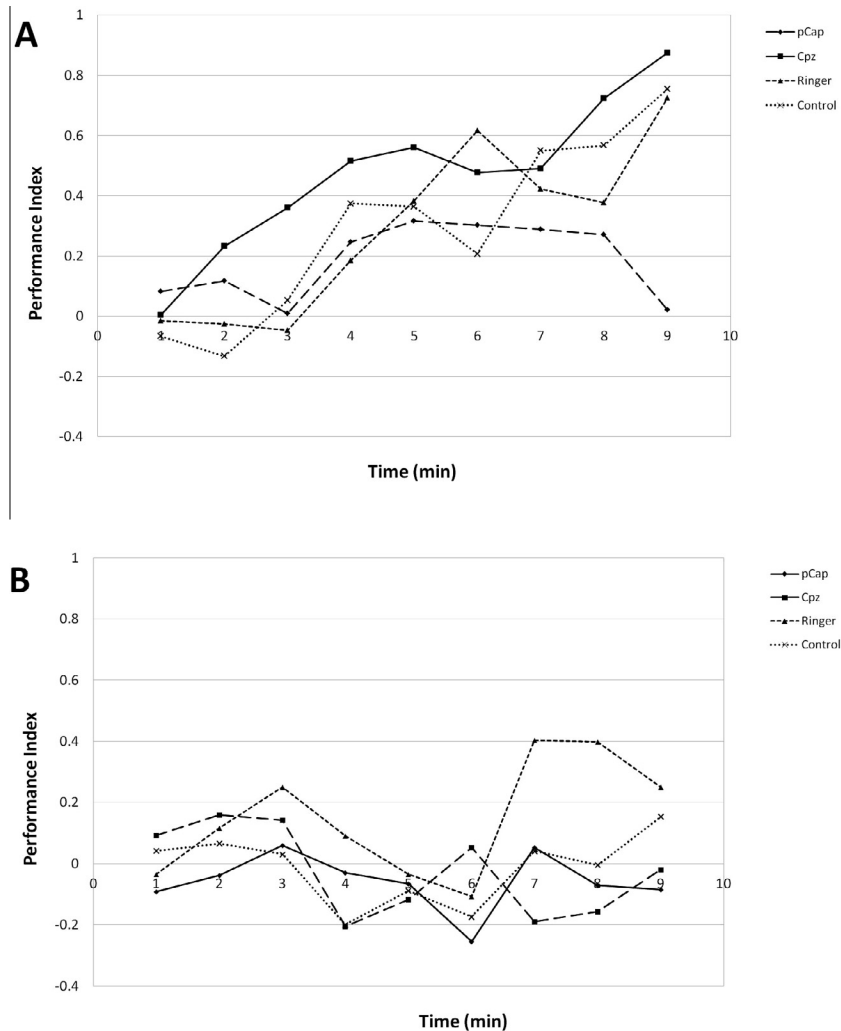 A
1
0.8
0.6
0.4
0.2
0
-0.2
-0.4
0 1 2 3 4 5 6 7 8 9 10
Performance Index
Time (min)
pCap
Cpz
Ringer
Control
B
1
0.8
0.6
0.4
0.2
0
-0.2
-0.4
0 1 2 3 4 5 6 7 8 9 10
Performance Index
Time (min)
pCap
Cpz
Ringer
Control